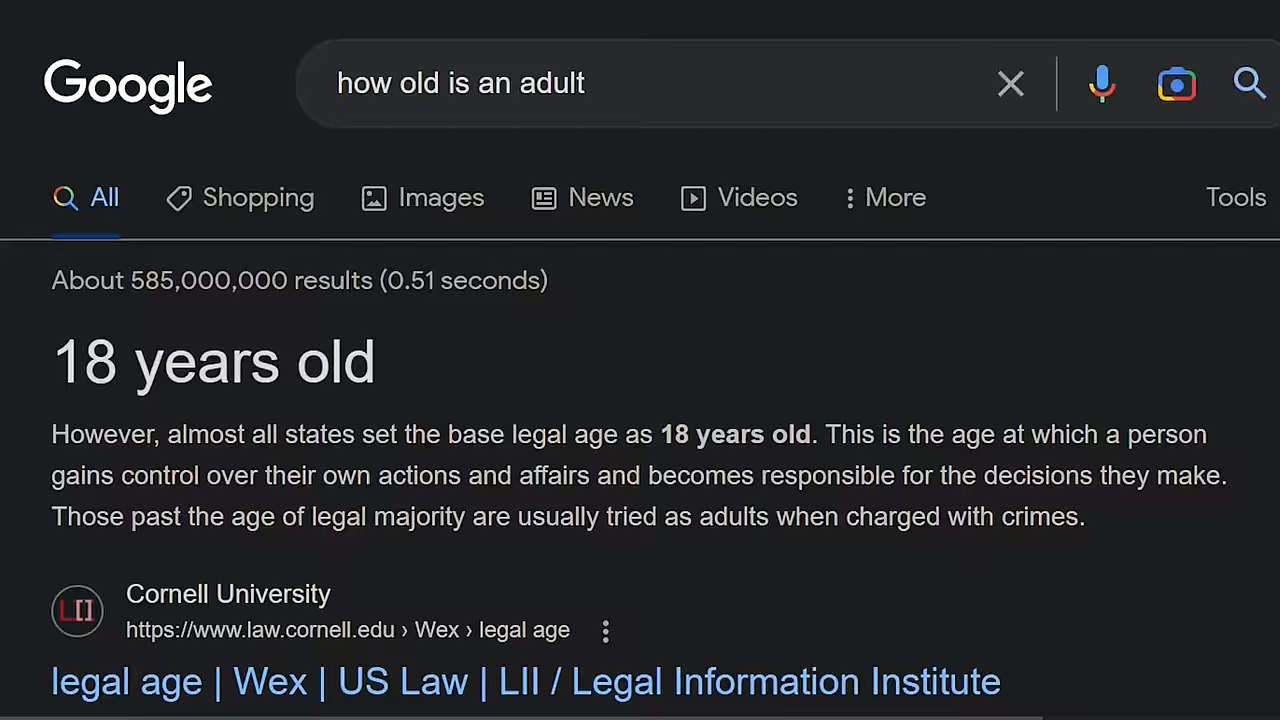 Google
how old is an adult
All
Shopping
Images
News
Videos
More
Tools
About 585,000,000 results (0.51 seconds)
18 years old
However, almost all states set the base legal age as 18 years old. This is the age at which a person
gains control over their own actions and affairs and becomes responsible for the decisions they make.
Those past the age of legal majority are usually tried as adults when charged with crimes.
LII
Cornell University
https://www.law.cornell.edu › Wex › legal age
legal age | Wex | US Law | LII / Legal Information Institute